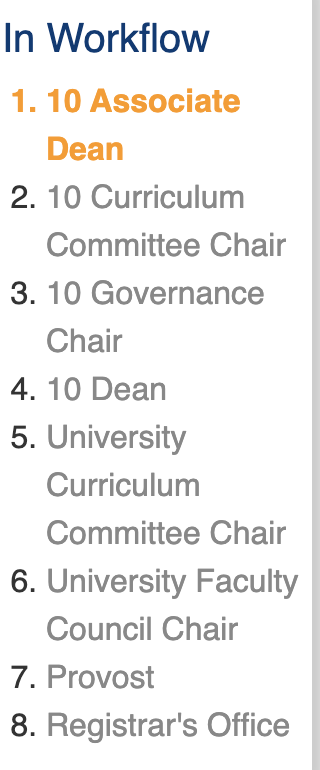 In Workflow
1. 10 Associate
Dean
2. 10 Curriculum
Committee Chair
3. 10 Governance
Chair
4. 10 Dean
5. University
Curriculum
Committee Chair
6. University Faculty
Council Chair
7. Provost
8. Registrar's Office